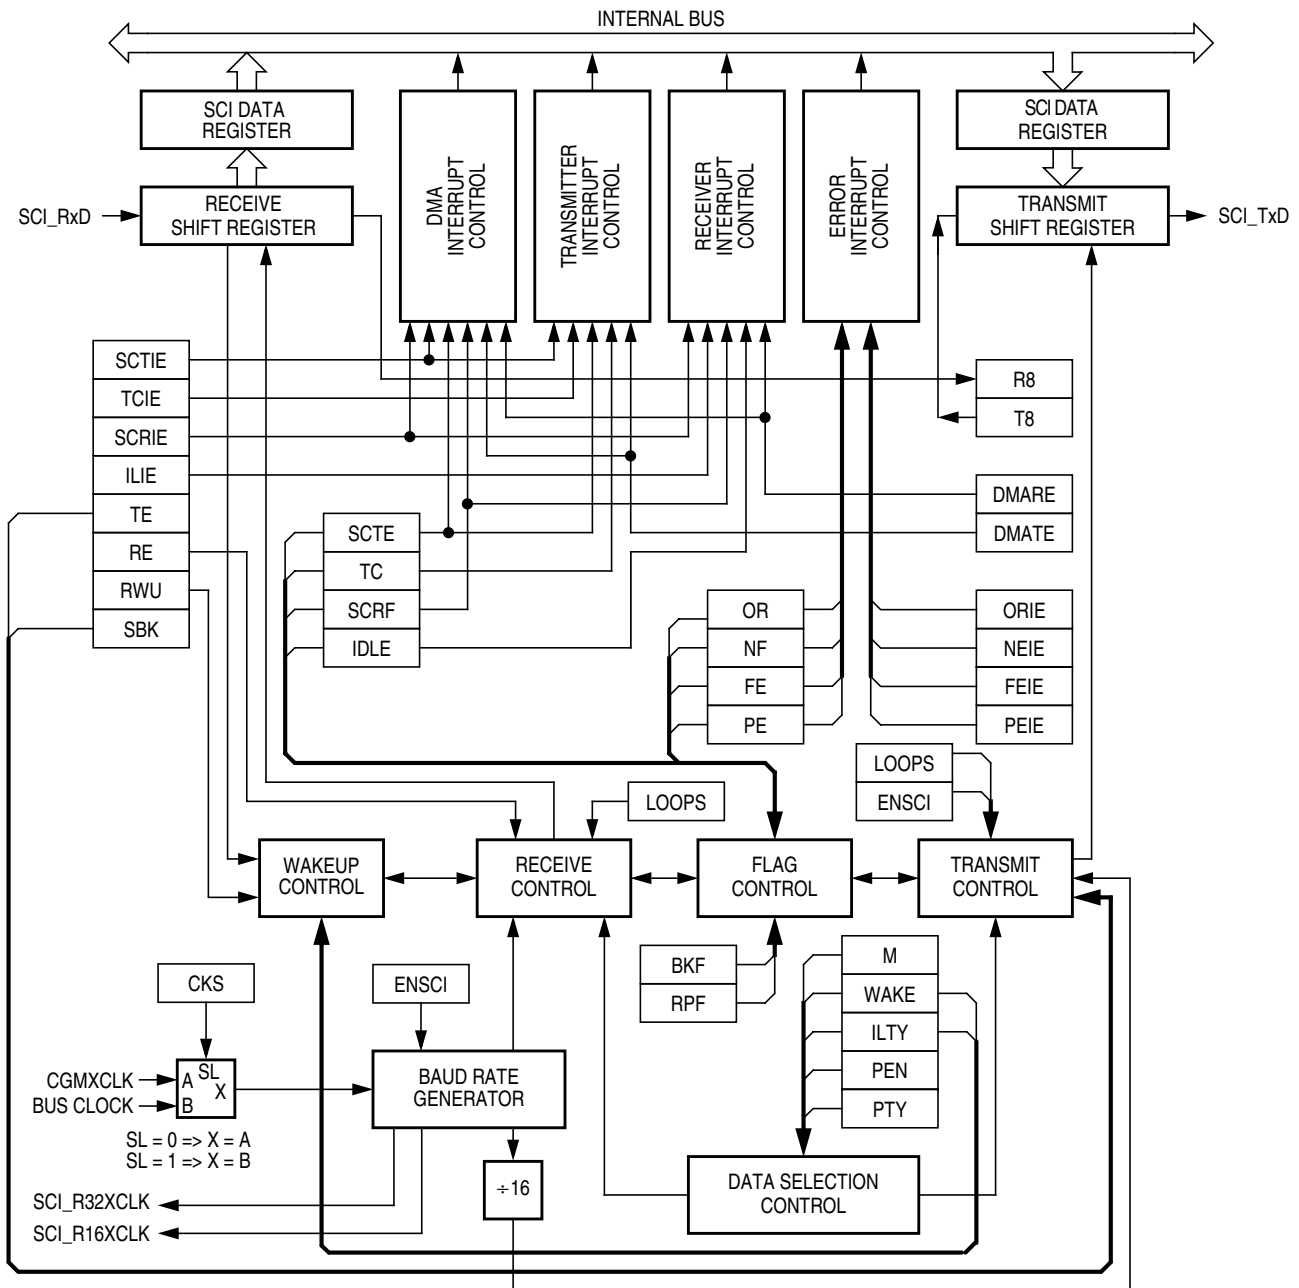 INTERNAL BUS
SCI DATA
REGISTER
DMA
INTERRUPT
CONTROL
TRANSMITTER
INTERRUPT
CONTROL
RECEIVER
INTERRUPT
CONTROL
ERROR
INTERRUPT
CONTROL
SCI DATA
REGISTER
SCI_RxD
RECEIVE
SHIFT REGISTER
TRANSMIT
SHIFT REGISTER
SCI_TxD
SCTIE
TCIE
SCRIE
ILIE
TE
RE
RWU
SBK
R8
T8
DMARE
DMATE
SCTE
TC
SCRF
IDLE
OR
NF
FE
PE
ORIE
NEIE
FEIE
PEIE
LOOPS
ENSCI
LOOPS
WAKEUP
CONTROL
RECEIVE
CONTROL
FLAG
CONTROL
TRANSMIT
CONTROL
BKF
RPF
M
WAKE
ILTY
PEN
PTY
CKS
ENSCI
CGMXCLK
BUS CLOCK
A
B
SL
X
SL = 0 => X = A
SL = 1 => X = B
BAUD RATE
GENERATOR
÷16
DATA SELECTION
CONTROL
SCI_R32XCLK
SCI_R16XCLK